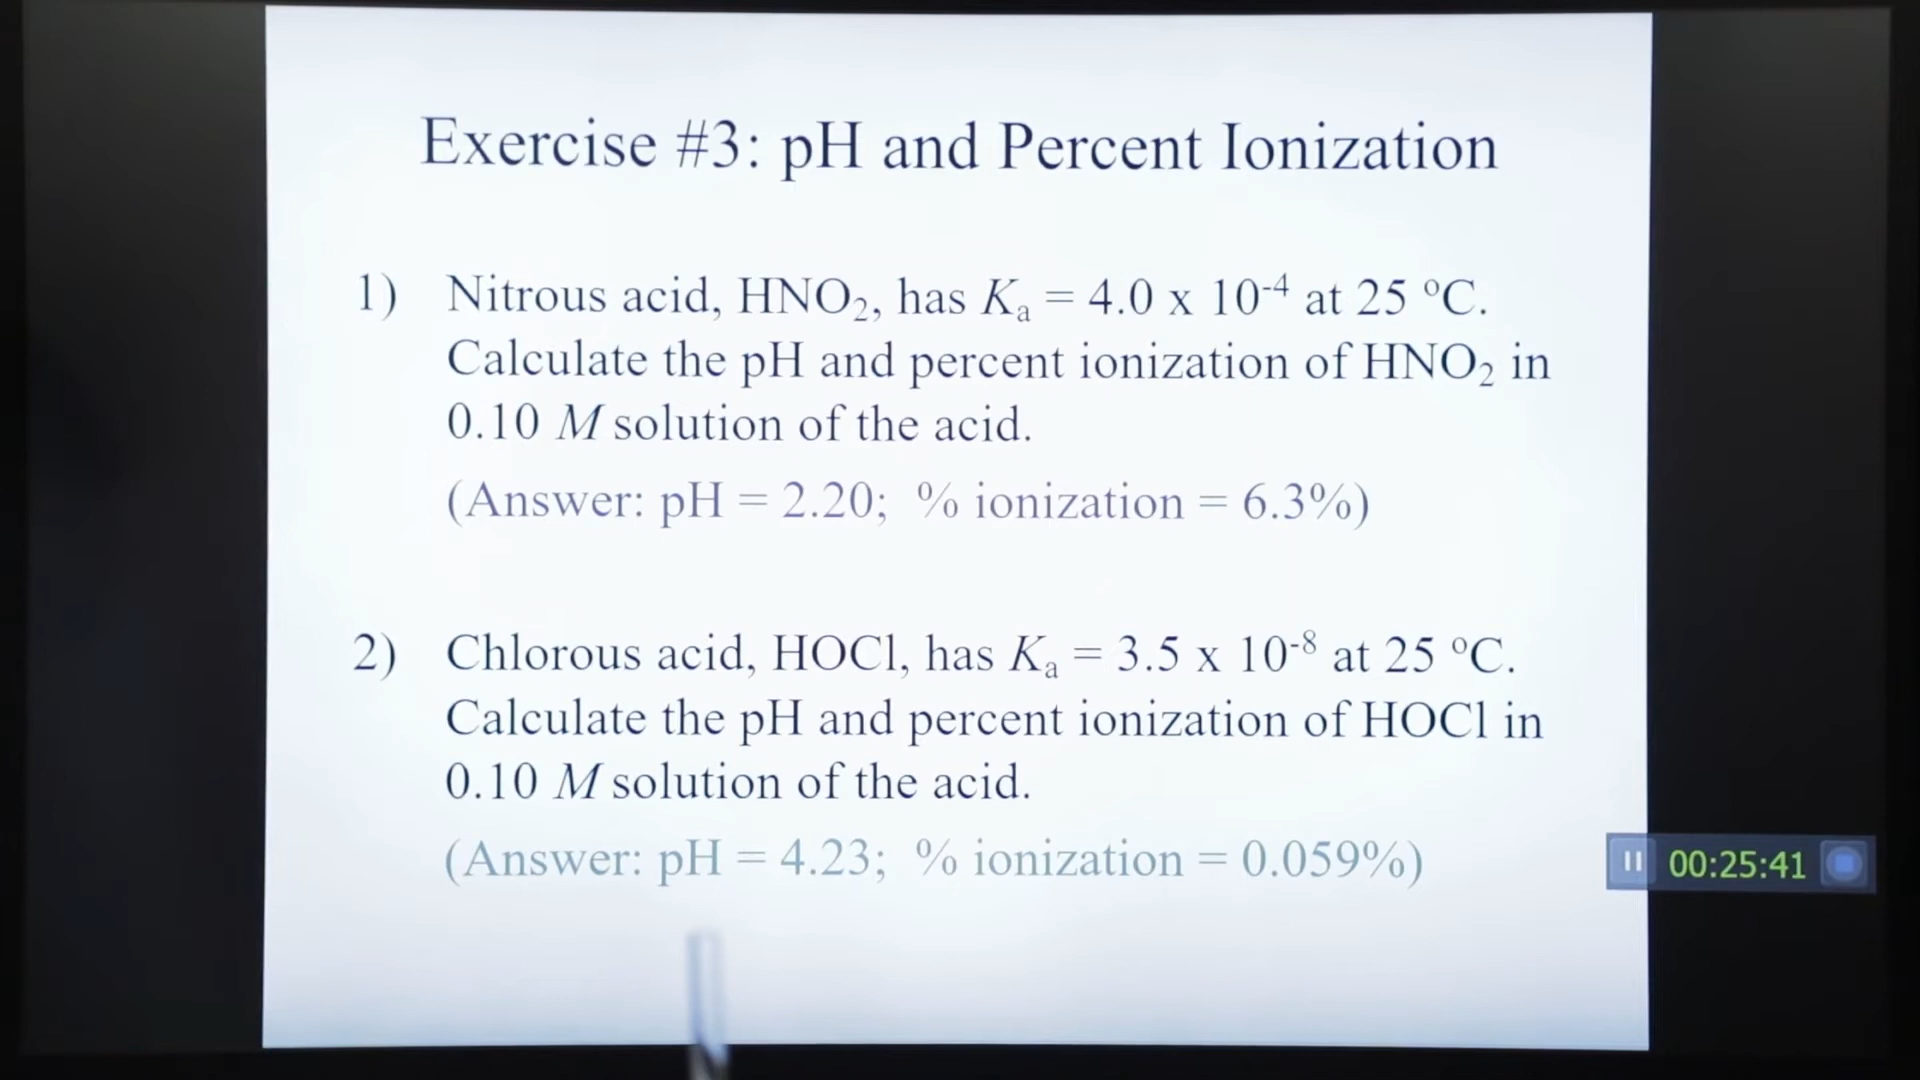 Exercise #3: pH and Percent Ionization
1) Nitrous acid, HNO₂, has Kₐ = 4.0 x 10⁻⁴ at 25 ºC.
Calculate the pH and percent ionization of HNO₂ in
0.10 M solution of the acid.
(Answer: pH = 2.20; % ionization = 6.3%)
2) Chlorous acid, HOCl, has Kₐ = 3.5 x 10⁻⁸ at 25 ºC.
Calculate the pH and percent ionization of HOCl in
0.10 M solution of the acid.
(Answer: pH = 4.23; % ionization = 0.059%)
00:25:41